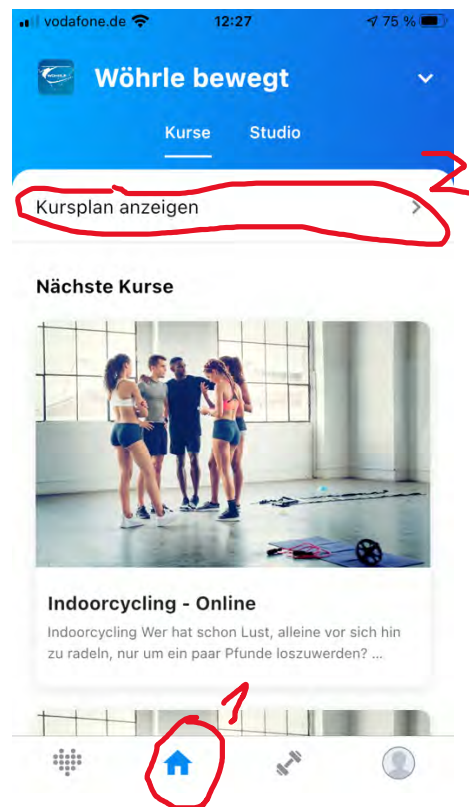 vodafone.de 12:27 75 %
WÖHRLE
Wöhrle bewegt
Kurse Studio
2
Kursplan anzeigen
Nächste Kurse
Indoorcycling - Online
Indoorcycling Wer hat schon Lust, alleine vor sich hin
zu radeln, nur um ein paar Pfunde loszuwerden? ...
1